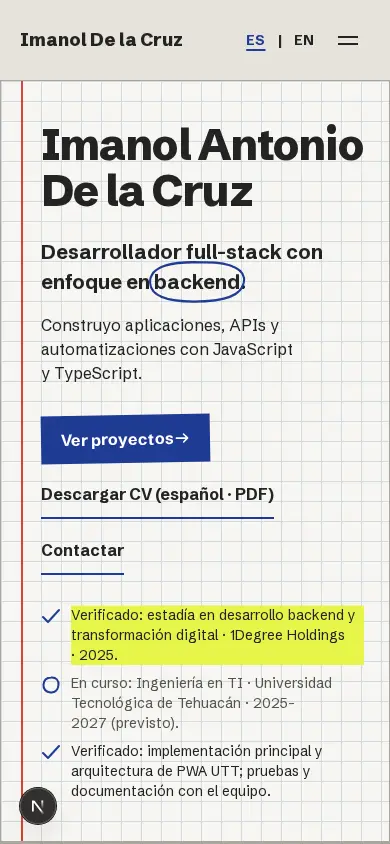 Imanol De la Cruz
ES | EN
Imanol Antonio
De la Cruz
Desarrollador full-stack con
enfoque en backend.
Construyo aplicaciones, APIs y
automatizaciones con JavaScript
y TypeScript.
Ver proyectos→
Descargar CV (español · PDF)
Contactar
Verificado: estadía en desarrollo backend y
transformación digital · 1Degree Holdings
· 2025.
En curso: Ingeniería en TI · Universidad
Tecnológica de Tehuacán · 2025–
2027 (previsto).
Verificado: implementación principal y
arquitectura de PWA UTT; pruebas y
documentación con el equipo.
N